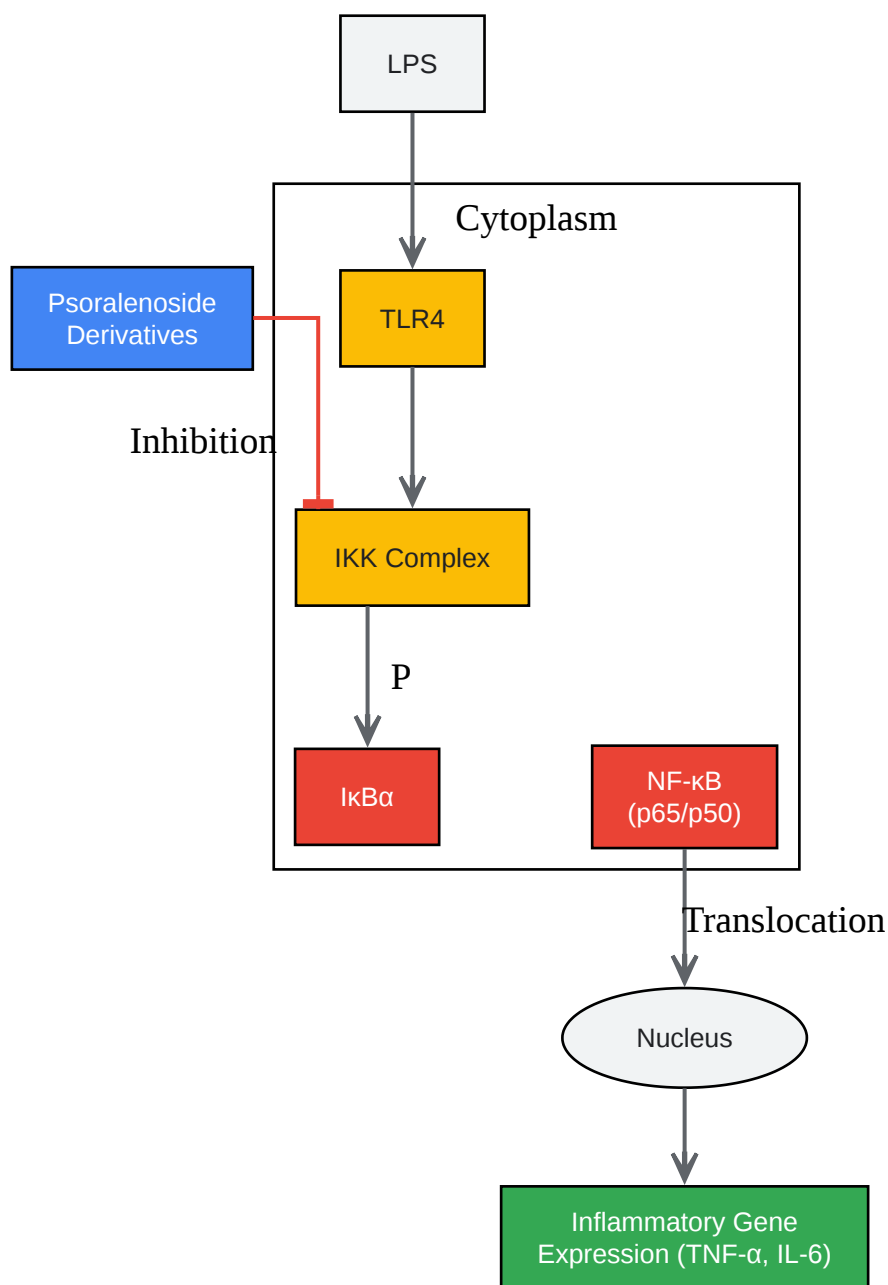 LPS
Cytoplasm
Psoralenoside
Derivatives
TLR4
Inhibition
IKK Complex
P
IκBα
NF-κB
(p65/p50)
Translocation
Nucleus
Inflammatory Gene
Expression (TNF-α, IL-6)